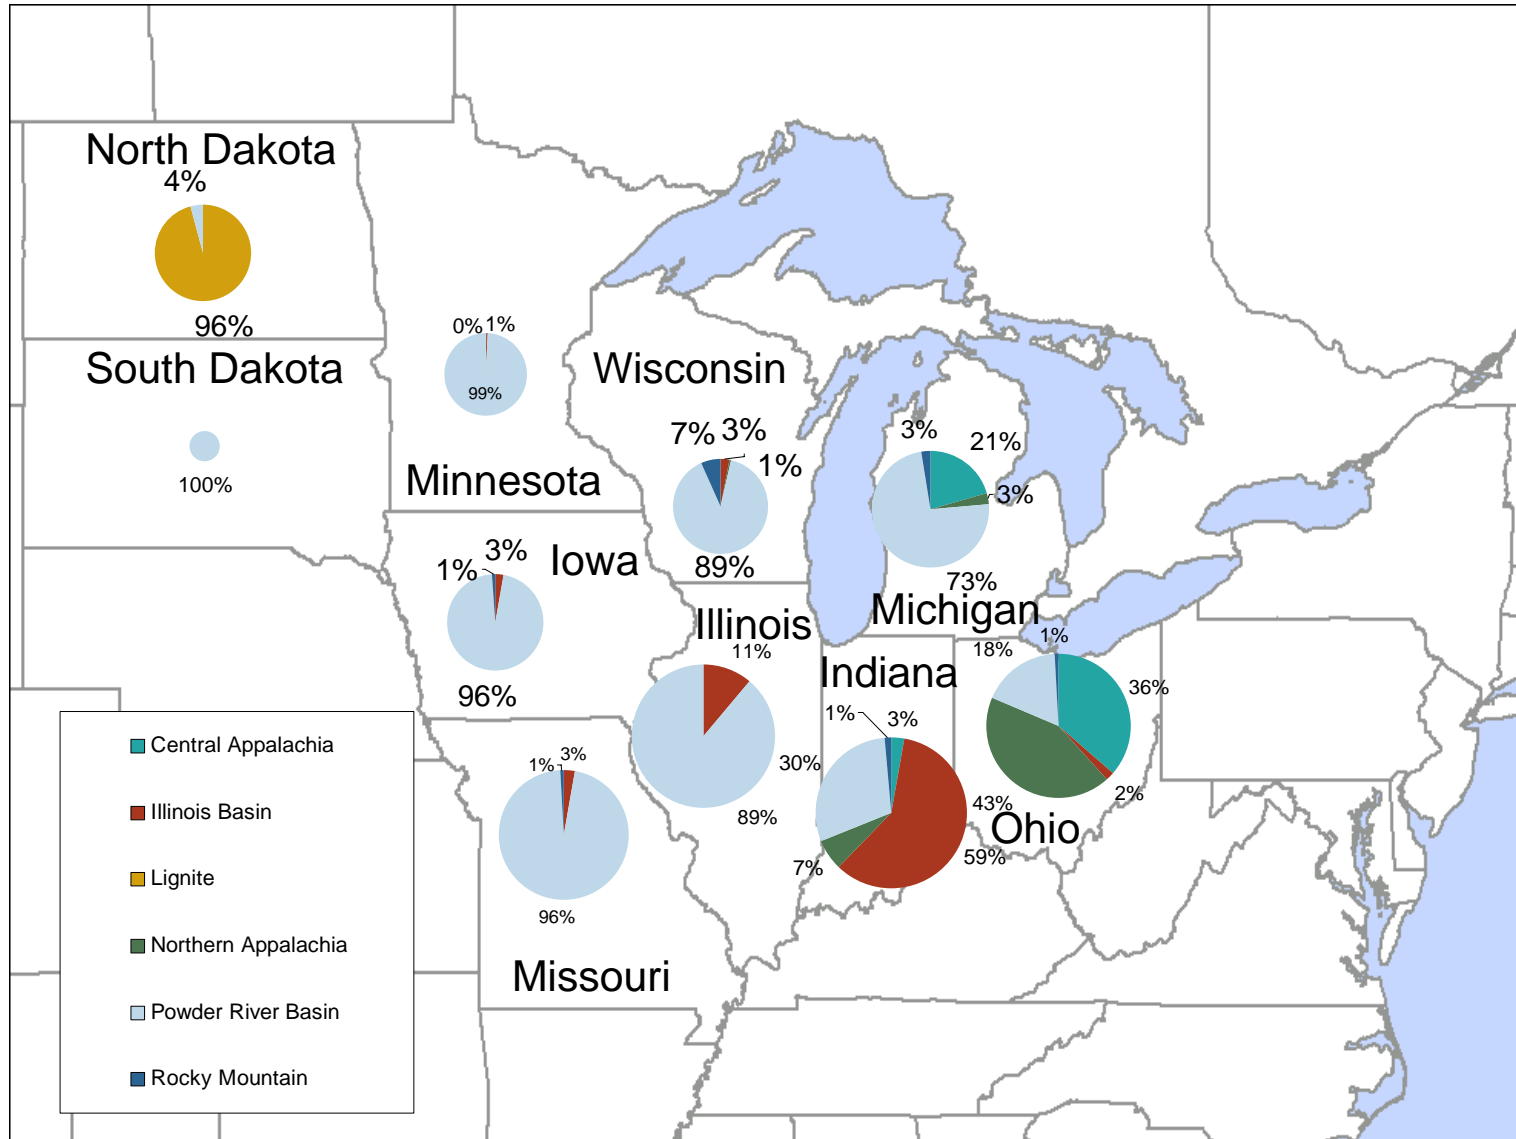 North Dakota
4%
96%
South Dakota
100%
0% 1%
99%
Minnesota
Wisconsin
7% 3%
1%
89%
3%
21%
3%
73%
Michigan
1% 3%
Iowa
96%
Illinois
11%
89%
Indiana
1% 3%
30%
59%
7%
18% 1%
36%
2%
43%
Ohio
1% 3%
96%
Missouri
Central Appalachia
Illinois Basin
Lignite
Northern Appalachia
Powder River Basin
Rocky Mountain